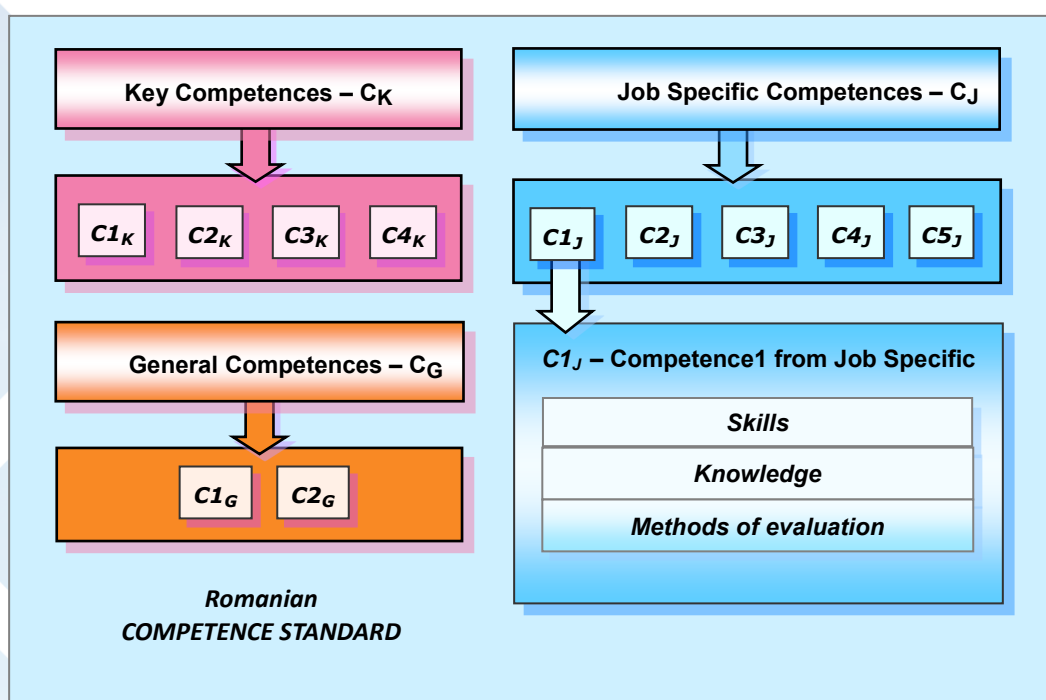 Key Competences – CK
C1K C2K C3K C4K
General Competences – CG
C1G C2G
Romanian
COMPETENCE STANDARD
Job Specific Competences – CJ
C1J C2J C3J C4J C5J
C1J – Competence1 from Job Specific
Skills
Knowledge
Methods of evaluation